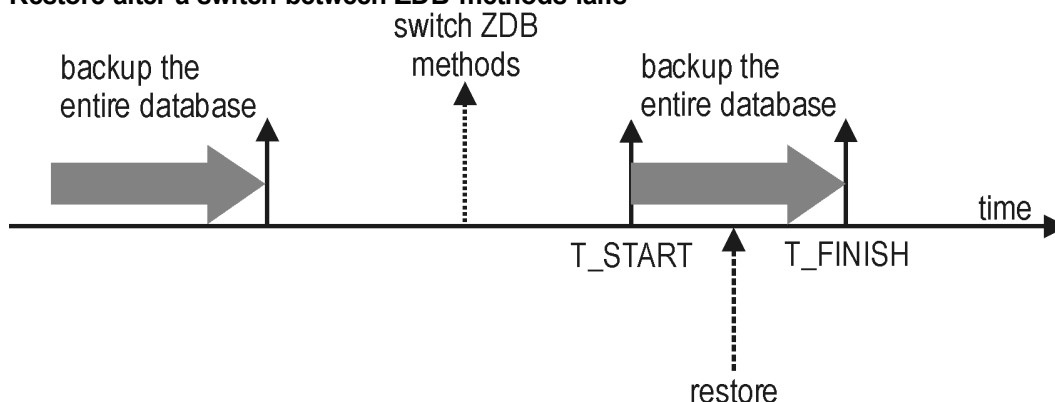 Restore after a switch between ZDB methods fails
switch ZDB
methods
backup the
entire database
backup the
entire database
time
T_START
T_FINISH
restore